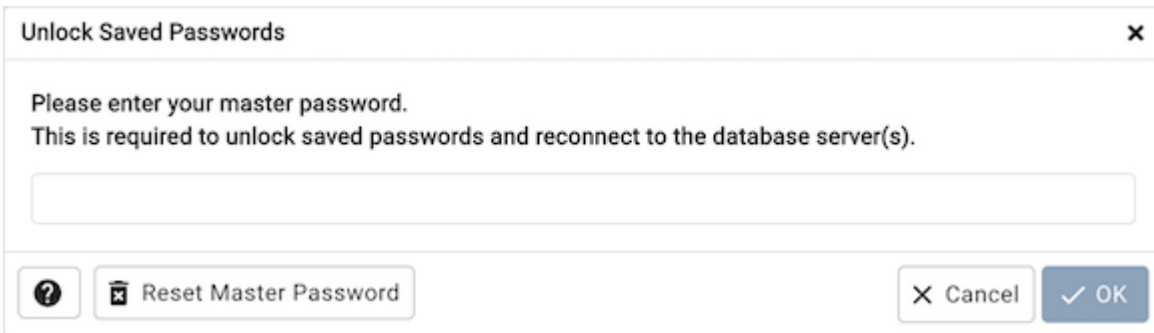 Unlock Saved Passwords
Please enter your master password.
This is required to unlock saved passwords and reconnect to the database server(s).
Reset Master Password
Cancel
OK